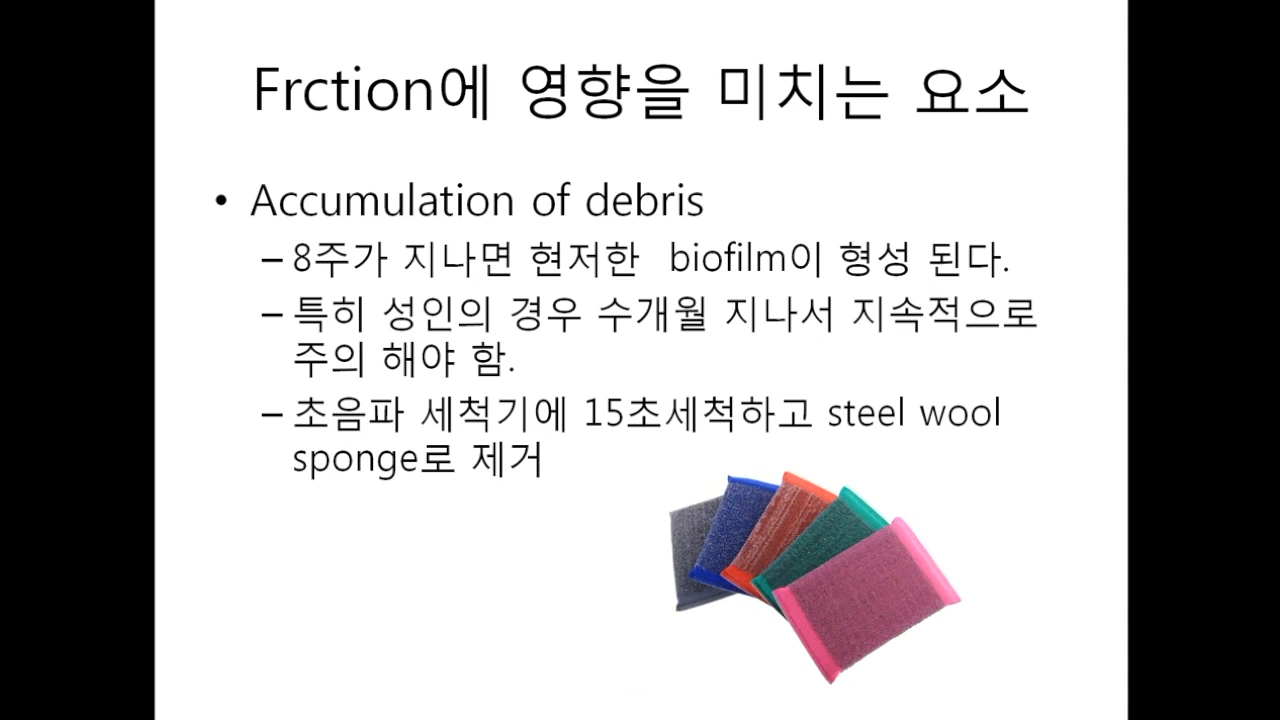 Frction에 영향을 미치는 요소
• Accumulation of debris
– 8주가 지나면 현저한 biofilm이 형성 된다.
– 특히 성인의 경우 수개월 지나서 지속적으로
주의 해야 함.
– 초음파 세척기에 15초세척하고 steel wool
sponge로 제거